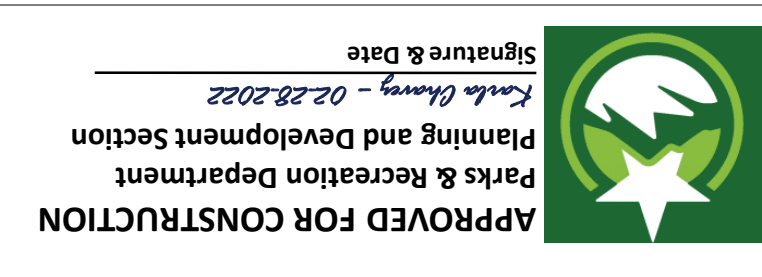 APPROVED FOR CONSTRUCTION
Parks & Recreation Department
Planning and Development Section
Karla Chavez - 02-28-2022
Signature & Date